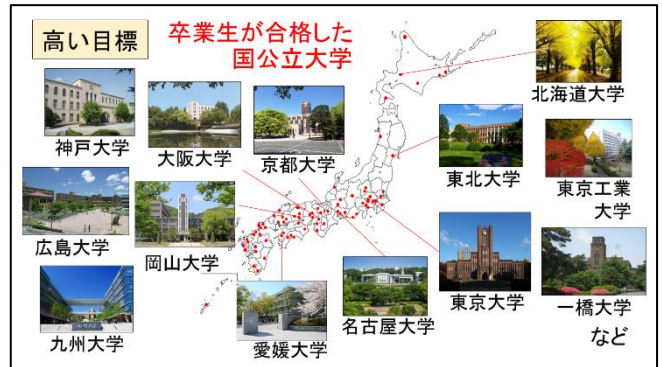 高い目標
卒業生が合格した
国公立大学
北海道大学
神戸大学
大阪大学
京都大学
東北大学
東京工業
大学
広島大学
岡山大学
九州大学
愛媛大学
名古屋大学
東京大学
一橋大学
など